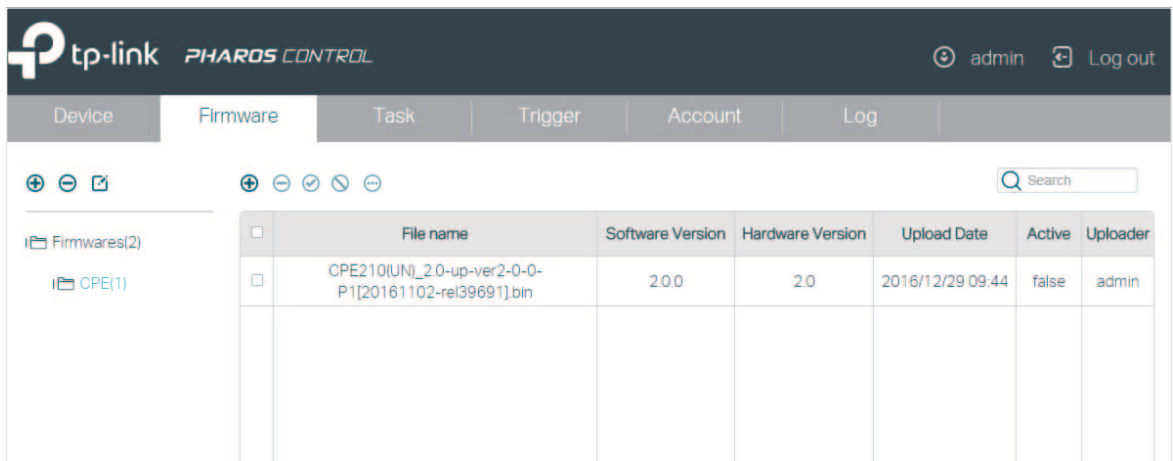 tp-link PHAROS CONTROL admin Log out
Device Firmware Task Trigger Account Log
Search
Firmwares(2)
CPE(1)
File name Software Version Hardware Version Upload Date Active Uploader
CPE210(UN)_2.0-up-ver2-0-0-
P1[20161102-rel39691].bin
2.0.0 2.0 2016/12/29 09:44 false admin